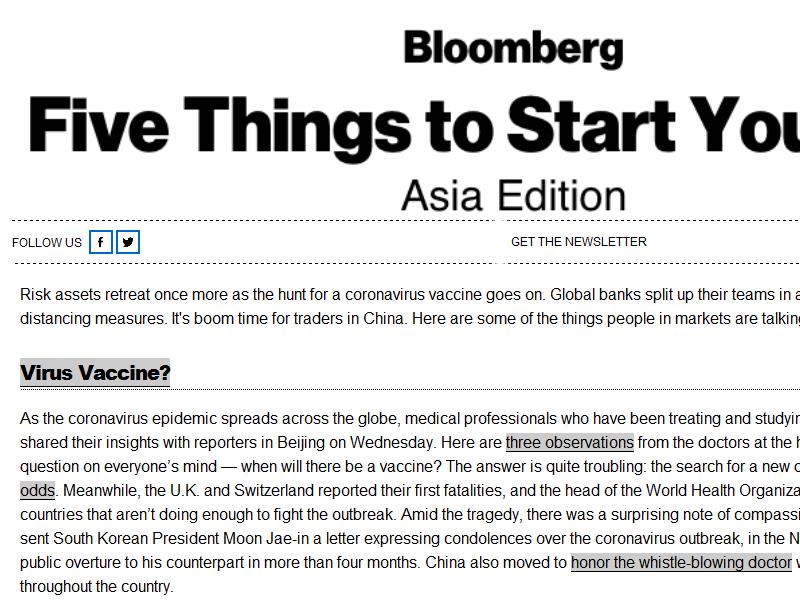 Bloomberg
Five Things to Start You
Asia Edition
FOLLOW US
GET THE NEWSLETTER
Risk assets retreat once more as the hunt for a coronavirus vaccine goes on. Global banks split up their teams in a
distancing measures. It's boom time for traders in China. Here are some of the things people in markets are talkin
Virus Vaccine?
As the coronavirus epidemic spreads across the globe, medical professionals who have been treating and studyi
shared their insights with reporters in Beijing on Wednesday. Here are three observations from the doctors at the h
question on everyone’s mind — when will there be a vaccine? The answer is quite troubling: the search for a new c
odds. Meanwhile, the U.K. and Switzerland reported their first fatalities, and the head of the World Health Organiza
countries that aren’t doing enough to fight the outbreak. Amid the tragedy, there was a surprising note of compassi
sent South Korean President Moon Jae-in a letter expressing condolences over the coronavirus outbreak, in the N
public overture to his counterpart in more than four months. China also moved to honor the whistle-blowing doctor w
throughout the country.